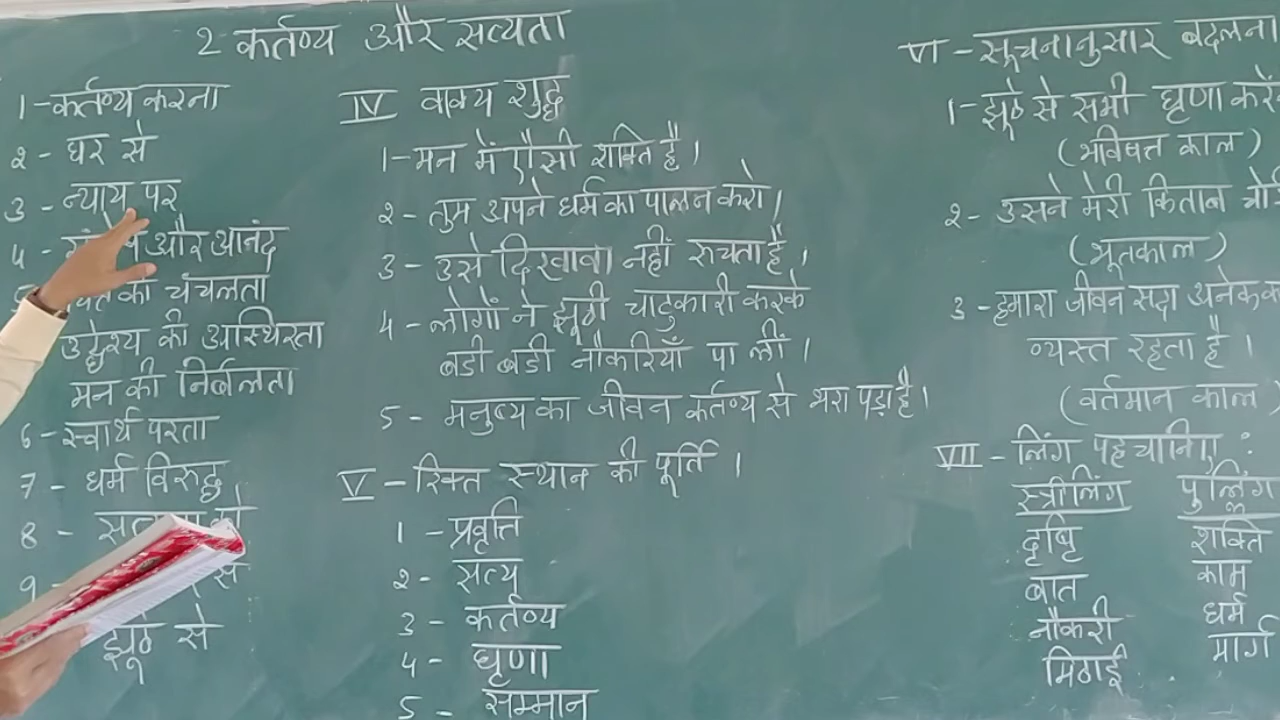 2 कर्तव्य और सत्यता
1 - कर्तव्य करना
2 - घर से
3 - न्याय पर
4 - और आनंद
चंचलता
उद्देश्य की अस्थिरता
मन की निर्बलता
6 - स्वार्थ परता
7 - धर्म विरुद्ध
8 -
9 - से
झूठ से
IV वाक्य शुद्ध
1 - मन में ऐसी शक्ति है।
2 - तुम अपने धर्म का पालन करो।
3 - उसे दिखावा नहीं रुचता है।
4 - लोगों ने झूठी चाटुकारी करके
बडी बडी नौकरियाँ पा लीं।
5 - मनुष्य का जीवन कर्तव्य से भरा पड़ा है।
V - रिक्त स्थान की पूर्ति।
1 - प्रवृत्ति
2 - सत्य
3 - कर्तव्य
4 - घृणा
5 - सम्मान
VI - सूचनानुसार बदलना
1 - झूठ से सभी घृणा करें
(भविषत काल)
2 - उसने मेरी किताब
(भूतकाल)
3 - हमारा जीवन सदा अनेक
व्यस्त रहता है।
(वर्तमान काल)
VII - लिंग पहचानिए :
स्त्रीलिंग पुल्लिंग
दृष्टि शक्ति
बात काम
नौकरी धर्म
मिठाई मार्ग